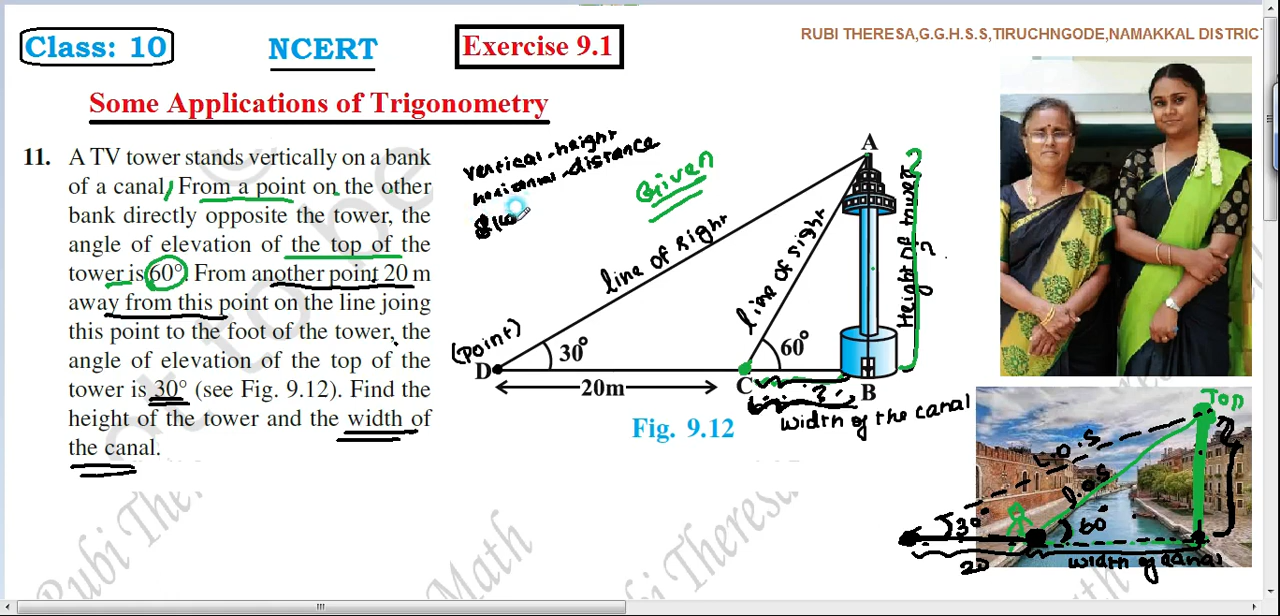 Class: 10
NCERT
Exercise 9.1
RUBI THERESA,G.G.H.S.S,TIRUCHNGODE,NAMAKKAL DISTRICT
Some Applications of Trigonometry
11. A TV tower stands vertically on a bank
of a canal. From a point on the other
bank directly opposite the tower, the
angle of elevation of the top of the
tower is 60°. From another point 20 m
away from this point on the line joing
this point to the foot of the tower, the
angle of elevation of the top of the
tower is 30° (see Fig. 9.12). Find the
height of the tower and the width of
the canal.
vertical-height
horizontal-distance
Given
A
line of sight
line of sight
Height of tower
?
(Point)
D
30°
60°
20m
C
?
B
width of the canal
Fig. 9.12
Top
L.O.S
l.o.s
30°
60°
20
width of canal
Rubi Theresa
Math
Rubi Theresa